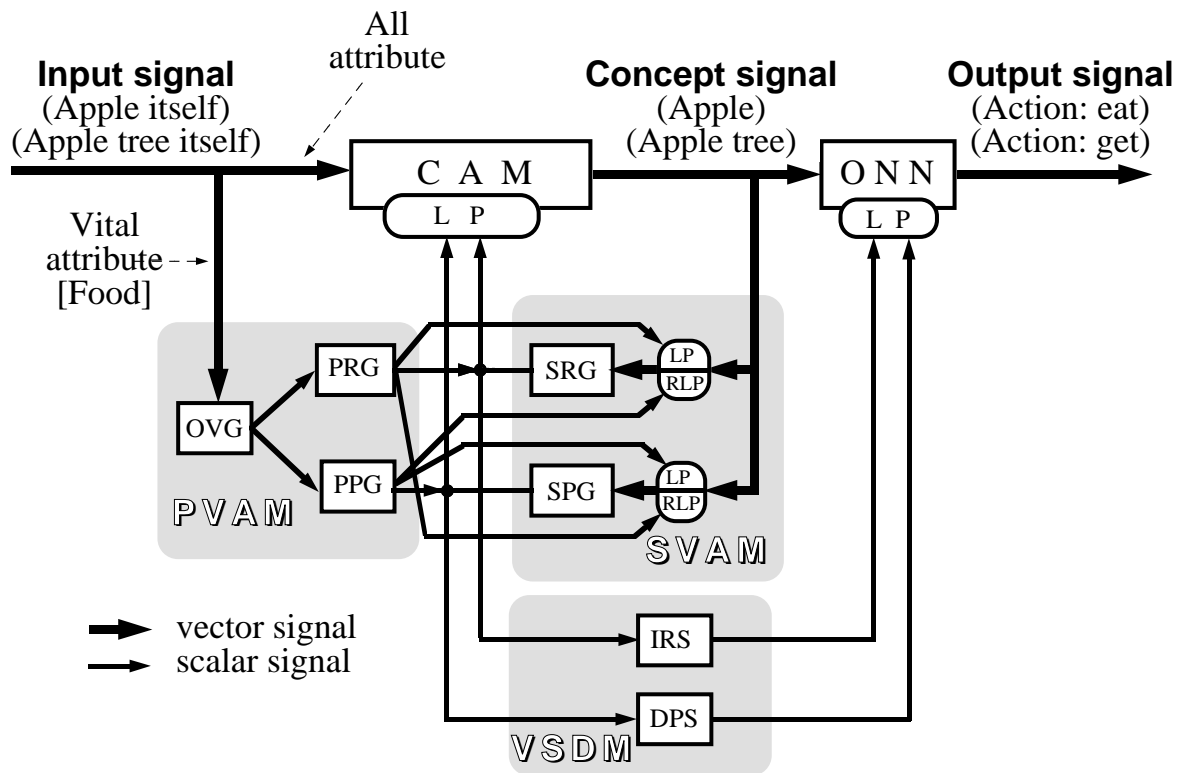 All
attribute
Input signal
(Apple itself)
(Apple tree itself)
Concept signal
(Apple)
(Apple tree)
Output signal
(Action: eat)
(Action: get)
C A M
L P
O N N
L P
Vital
attribute
[Food]
OVG
PRG
PPG
PVAM
SRG
LP
RLP
SPG
LP
RLP
SVAM
vector signal
scalar signal
IRS
DPS
VSDM